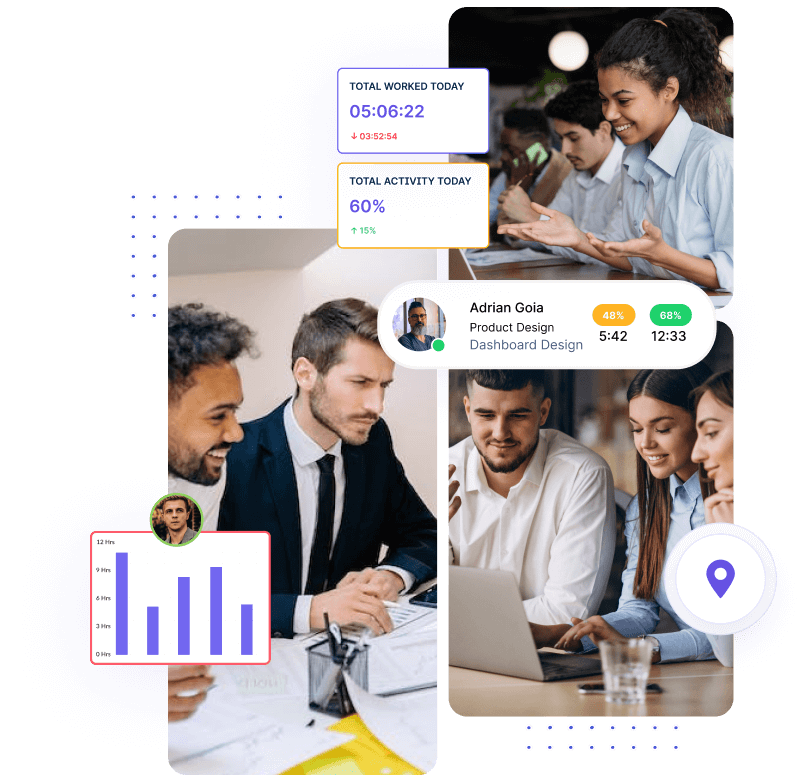 TOTAL WORKED TODAY
05:06:22
↓ 03:52:54
TOTAL ACTIVITY TODAY
60%
↑ 15%
Adrian Goia
Product Design
Dashboard Design
48%
5:42
68%
12:33
12 Hrs
9 Hrs
6 Hrs
3 Hrs
0 Hrs